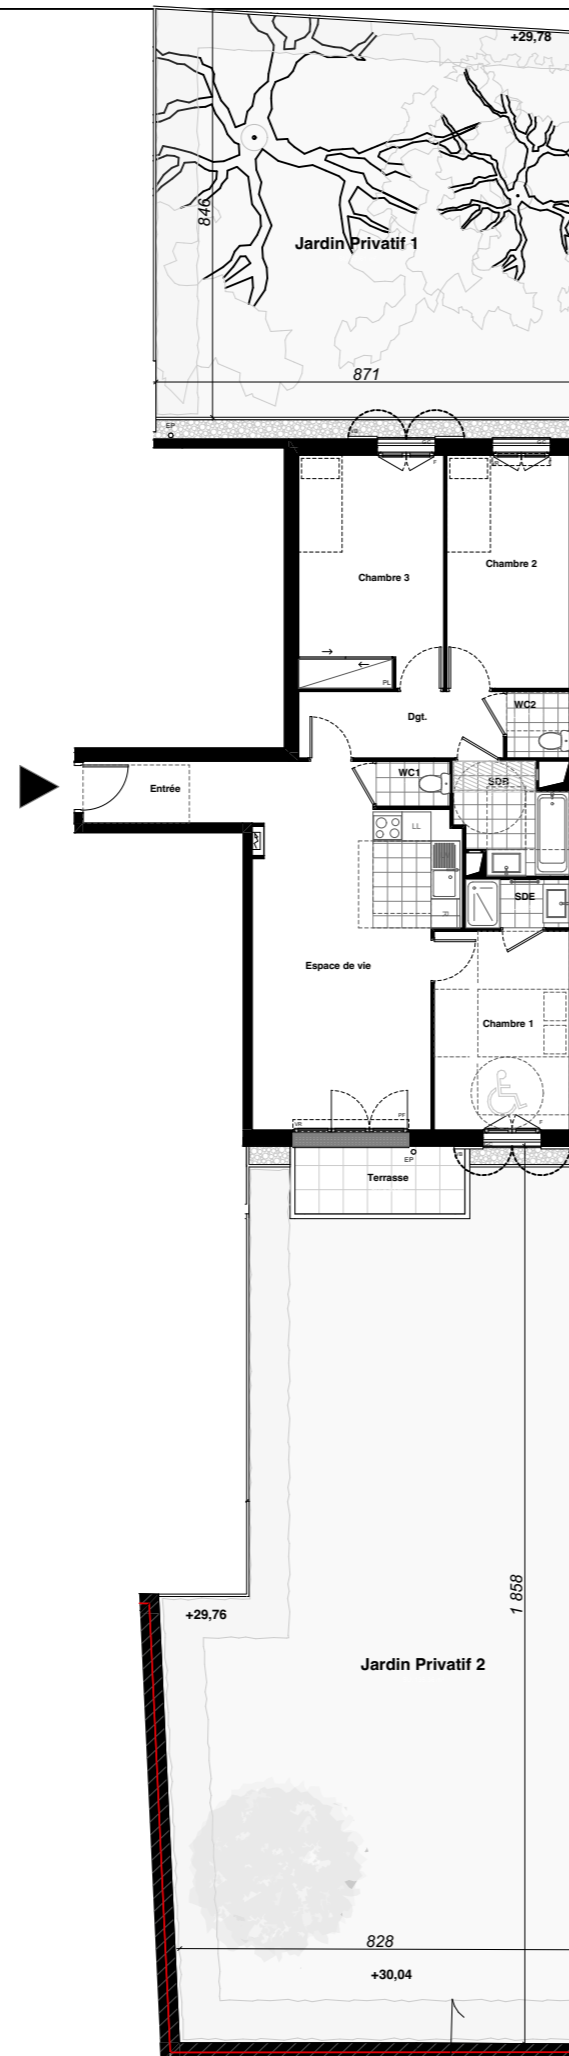 +29,78
846
Jardin Privatif 1
871
EP
F
F
Chambre 3
Chambre 2
PL
WC2
Dgt.
WC1
SDB
Entrée
LL
SDE
Espace de vie
Chambre 1
VR
PF
F
EP
Terrasse
1 858
+29,76
Jardin Privatif 2
828
+30,04